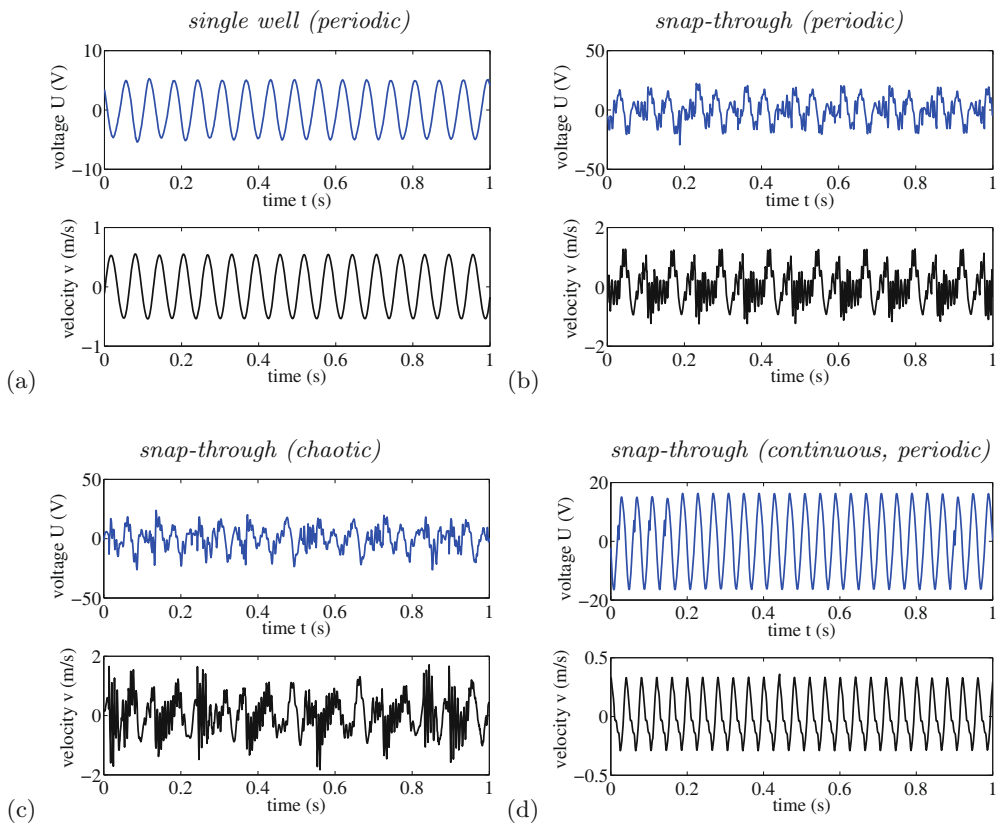 single well (periodic)
10
0
−10
voltage U (V)
0 0.2 0.4 0.6 0.8 1
time t (s)
1
0
−1
velocity v (m/s)
0 0.2 0.4 0.6 0.8 1
time (s)
(a)
snap-through (periodic)
50
0
−50
voltage U (V)
0 0.2 0.4 0.6 0.8 1
time t (s)
2
0
−2
velocity v (m/s)
0 0.2 0.4 0.6 0.8 1
time (s)
(b)
snap-through (chaotic)
50
0
−50
voltage U (V)
0 0.2 0.4 0.6 0.8 1
time t (s)
2
0
−2
velocity v (m/s)
0 0.2 0.4 0.6 0.8 1
time (s)
(c)
snap-through (continuous, periodic)
20
0
−20
voltage U (V)
0 0.2 0.4 0.6 0.8 1
time t (s)
0.5
0
−0.5
velocity v (m/s)
0 0.2 0.4 0.6 0.8 1
time (s)
(d)